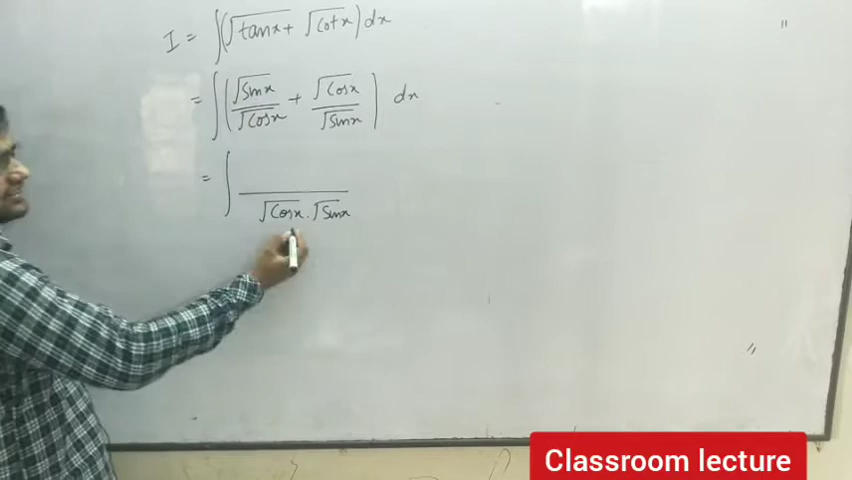 I = ∫(√tanx + √Cotx) dx
= ∫(√Sinx/√Cosx + √Cosx/√Sinx) dx
= ∫ /√Cosx . √Sinx
Classroom lecture